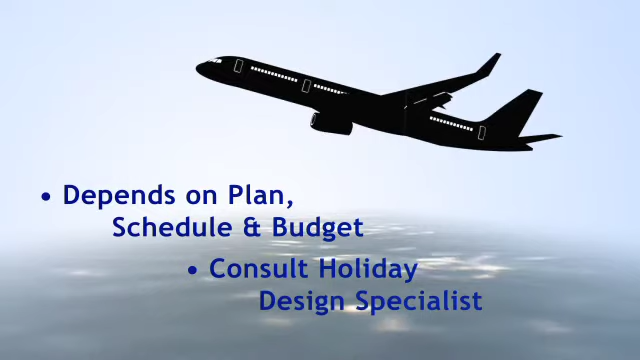 • Depends on Plan,
Schedule & Budget
• Consult Holiday
Design Specialist